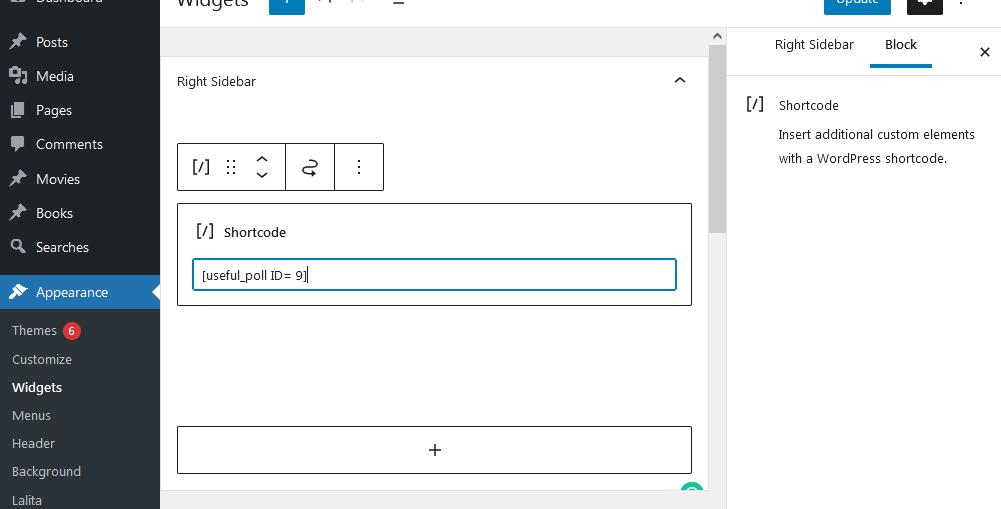 Dashboard
Widgets
Update
Posts
Media
Pages
Comments
Movies
Books
Searches
Appearance
Themes 6
Customize
Widgets
Menus
Header
Background
Lalita
Right Sidebar
[/] Shortcode
[useful_poll ID= 9]
Right Sidebar Block
[/] Shortcode
Insert additional custom elements
with a WordPress shortcode.